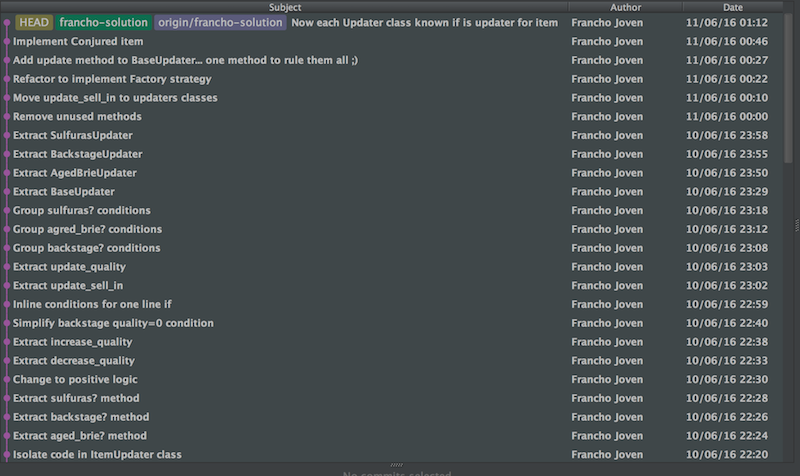 Subject Author Date
HEAD francho-solution origin/francho-solution Now each Updater class known if is updater for item Francho Joven 11/06/16 01:12
Implement Conjured item Francho Joven 11/06/16 00:46
Add update method to BaseUpdater... one method to rule them all ;) Francho Joven 11/06/16 00:27
Refactor to implement Factory strategy Francho Joven 11/06/16 00:22
Move update_sell_in to updaters classes Francho Joven 11/06/16 00:10
Remove unused methods Francho Joven 11/06/16 00:00
Extract SulfurasUpdater Francho Joven 10/06/16 23:58
Extract BackstageUpdater Francho Joven 10/06/16 23:55
Extract AgedBrieUpdater Francho Joven 10/06/16 23:50
Extract BaseUpdater Francho Joven 10/06/16 23:29
Group sulfuras? conditions Francho Joven 10/06/16 23:18
Group agred_brie? conditions Francho Joven 10/06/16 23:12
Group backstage? conditions Francho Joven 10/06/16 23:08
Extract update_quality Francho Joven 10/06/16 23:03
Extract update_sell_in Francho Joven 10/06/16 23:02
Inline conditions for one line if Francho Joven 10/06/16 22:59
Simplify backstage quality=0 condition Francho Joven 10/06/16 22:40
Extract increase_quality Francho Joven 10/06/16 22:38
Extract decrease_quality Francho Joven 10/06/16 22:33
Change to positive logic Francho Joven 10/06/16 22:30
Extract sulfuras? method Francho Joven 10/06/16 22:28
Extract backstage? method Francho Joven 10/06/16 22:26
Extract aged_brie? method Francho Joven 10/06/16 22:24
Isolate code in ItemUpdater class Francho Joven 10/06/16 22:20
No commits selected